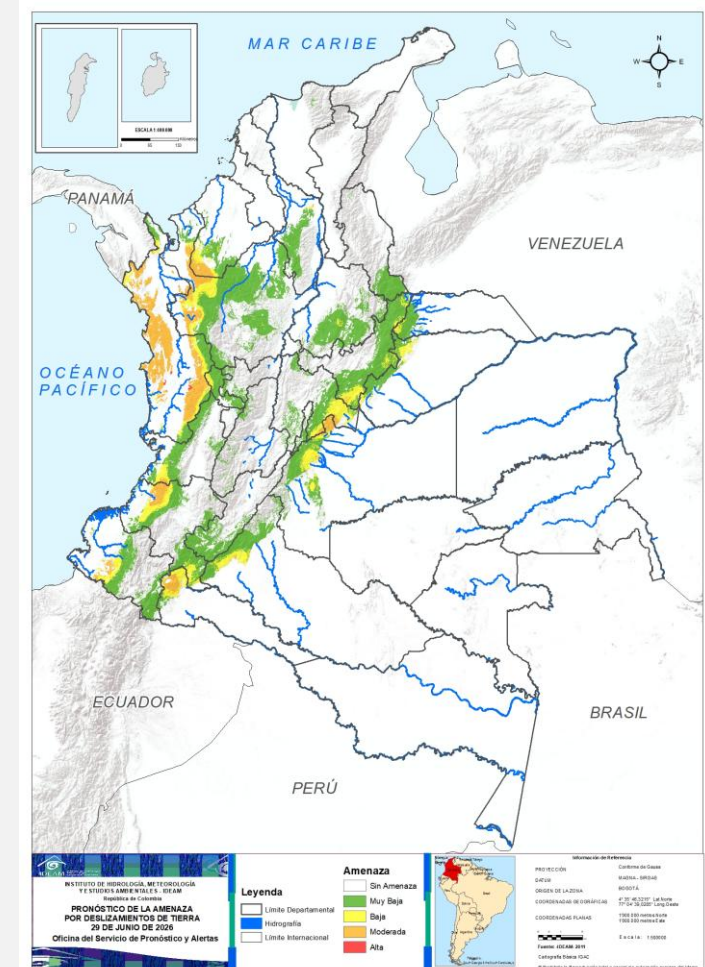 MAR CARIBE
N
W
E
S
PANAMÁ
VENEZUELA
OCÉANO
PACÍFICO
ECUADOR
BRASIL
PERÚ
INSTITUTO DE HIDROLOGÍA, METEOROLOGÍA
Y ESTUDIOS AMBIENTALES - IDEAM
República de Colombia
PRONÓSTICO DE LA AMENAZA
POR DESLIZAMIENTOS DE TIERRA
29 DE JUNIO DE 2026
Oficina del Servicio de Pronóstico y Alertas
Leyenda
Límite Departamental
Hidrografía
Límite Internacional
Amenaza
Sin Amenaza
Muy Baja
Baja
Moderada
Alta
Información de Referencia
PROYECCIÓN
Conforme de Gauss
DATUM
MAGNA - SIRGAS
ORIGEN DE LA ZONA
BOGOTÁ
COORDENADAS GEOGRÁFICAS
COORDENADAS PLANAS
Fuente: IDEAM 2011
Cartografía Básica IGAC